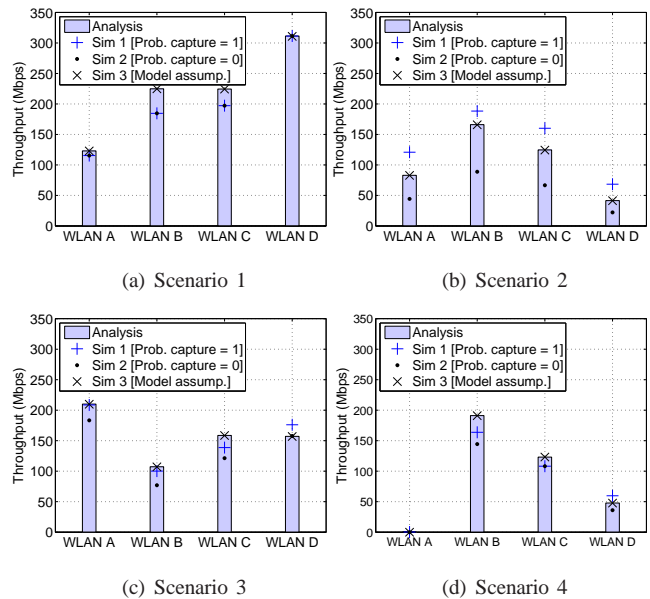 350
300
250
200
150
100
50
0
Throughput (Mbps)
Analysis
Sim 1 [Prob. capture = 1]
Sim 2 [Prob. capture = 0]
Sim 3 [Model assump.]
WLAN A WLAN B WLAN C WLAN D
(a) Scenario 1
350
300
250
200
150
100
50
0
Throughput (Mbps)
Analysis
Sim 1 [Prob. capture = 1]
Sim 2 [Prob. capture = 0]
Sim 3 [Model assump.]
WLAN A WLAN B WLAN C WLAN D
(b) Scenario 2
350
300
250
200
150
100
50
0
Throughput (Mbps)
Analysis
Sim 1 [Prob. capture = 1]
Sim 2 [Prob. capture = 0]
Sim 3 [Model assump.]
WLAN A WLAN B WLAN C WLAN D
(c) Scenario 3
350
300
250
200
150
100
50
0
Throughput (Mbps)
Analysis
Sim 1 [Prob. capture = 1]
Sim 2 [Prob. capture = 0]
Sim 3 [Model assump.]
WLAN A WLAN B WLAN C WLAN D
(d) Scenario 4